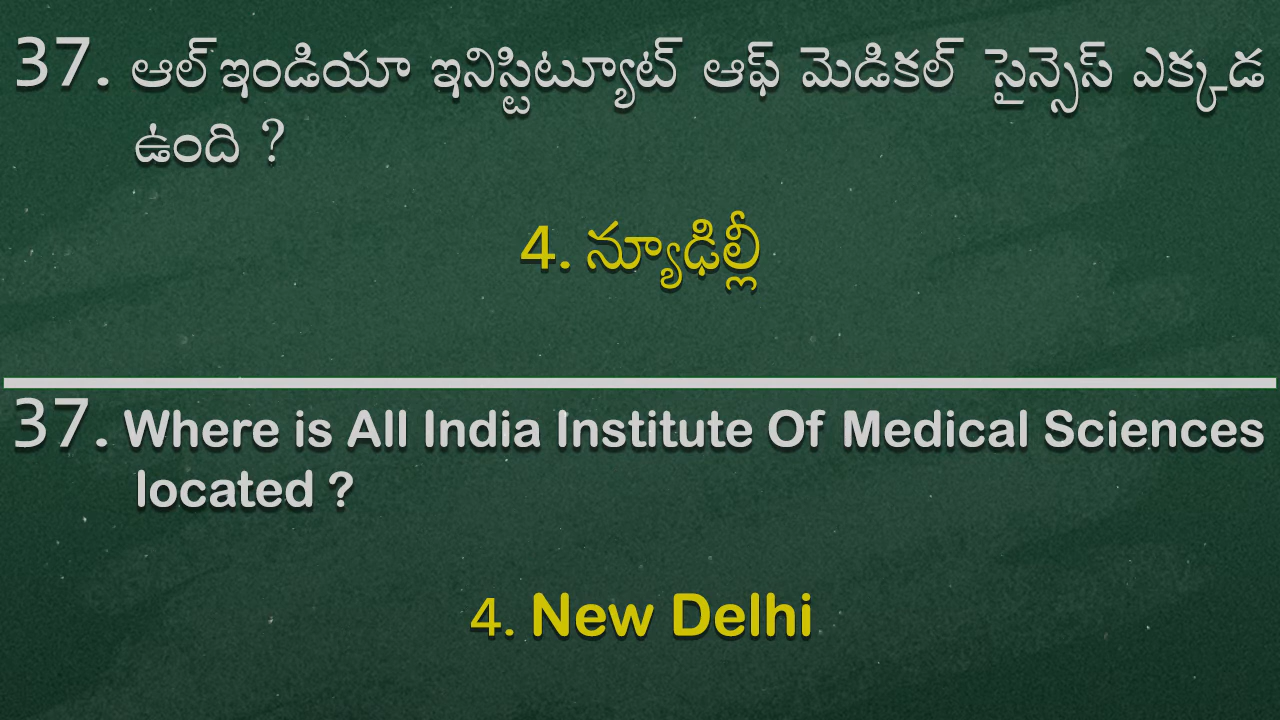 37. ఆల్ ఇండియా ఇనిస్టిట్యూట్ ఆఫ్ మెడికల్ సైన్సెస్ ఎక్కడ
ఉంది ?
4. న్యూఢిల్లీ
37. Where is All India Institute Of Medical Sciences
located ?
4. New Delhi